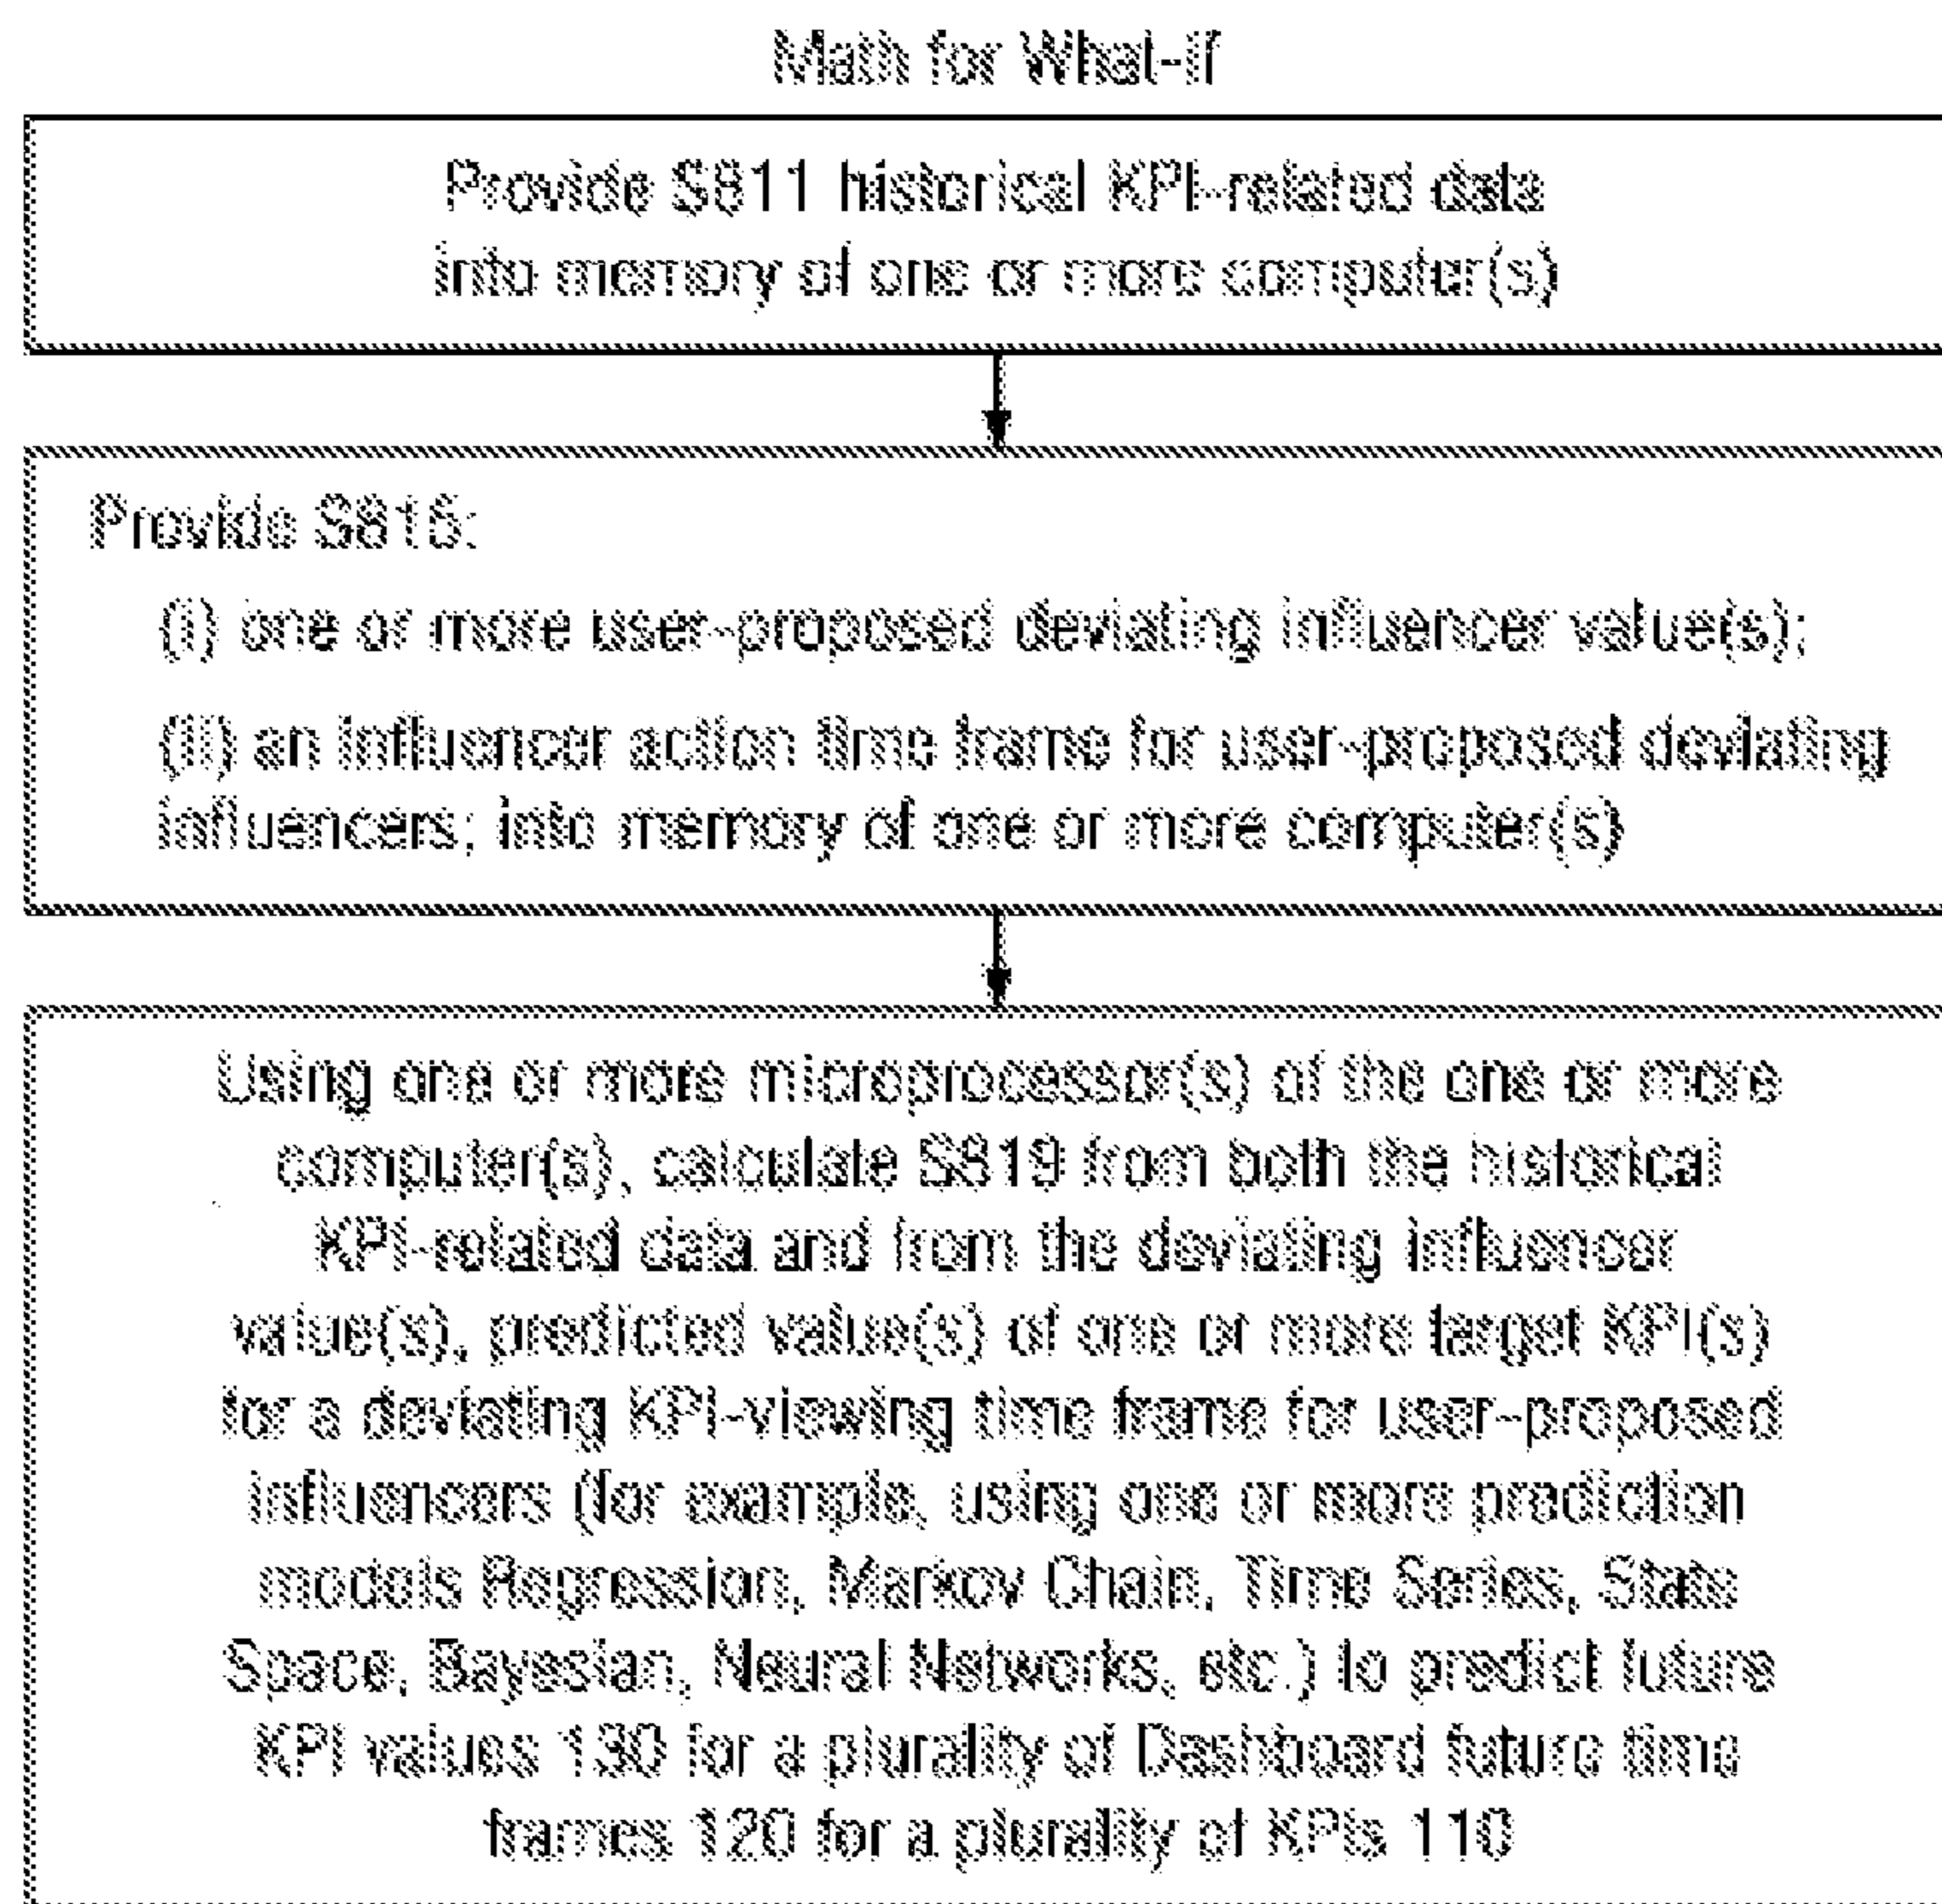 Math for What-if
Provide S811 historical KPI-related data
into memory of one or more computer(s)
Provide S815:
(i) one or more user-proposed deviating influencer value(s);
(ii) an influencer action time frame for user-proposed deviating
influencers; into memory of one or more computer(s)
Using one or more microprocessor(s) of the one or more
computer(s), calculate S819 from both the historical
KPI-related data and from the deviating influencer
value(s), predicted value(s) of one or more target KPI(s)
for a deviating KPI-viewing time frame for user-proposed
influencers (for example, using one or more prediction
models Regression, Markov Chain, Time Series, State
Space, Bayesian, Neural Networks, etc.) to predict future
KPI values 130 for a plurality of Dashboard future time
frames 120 for a plurality of KPIs 110